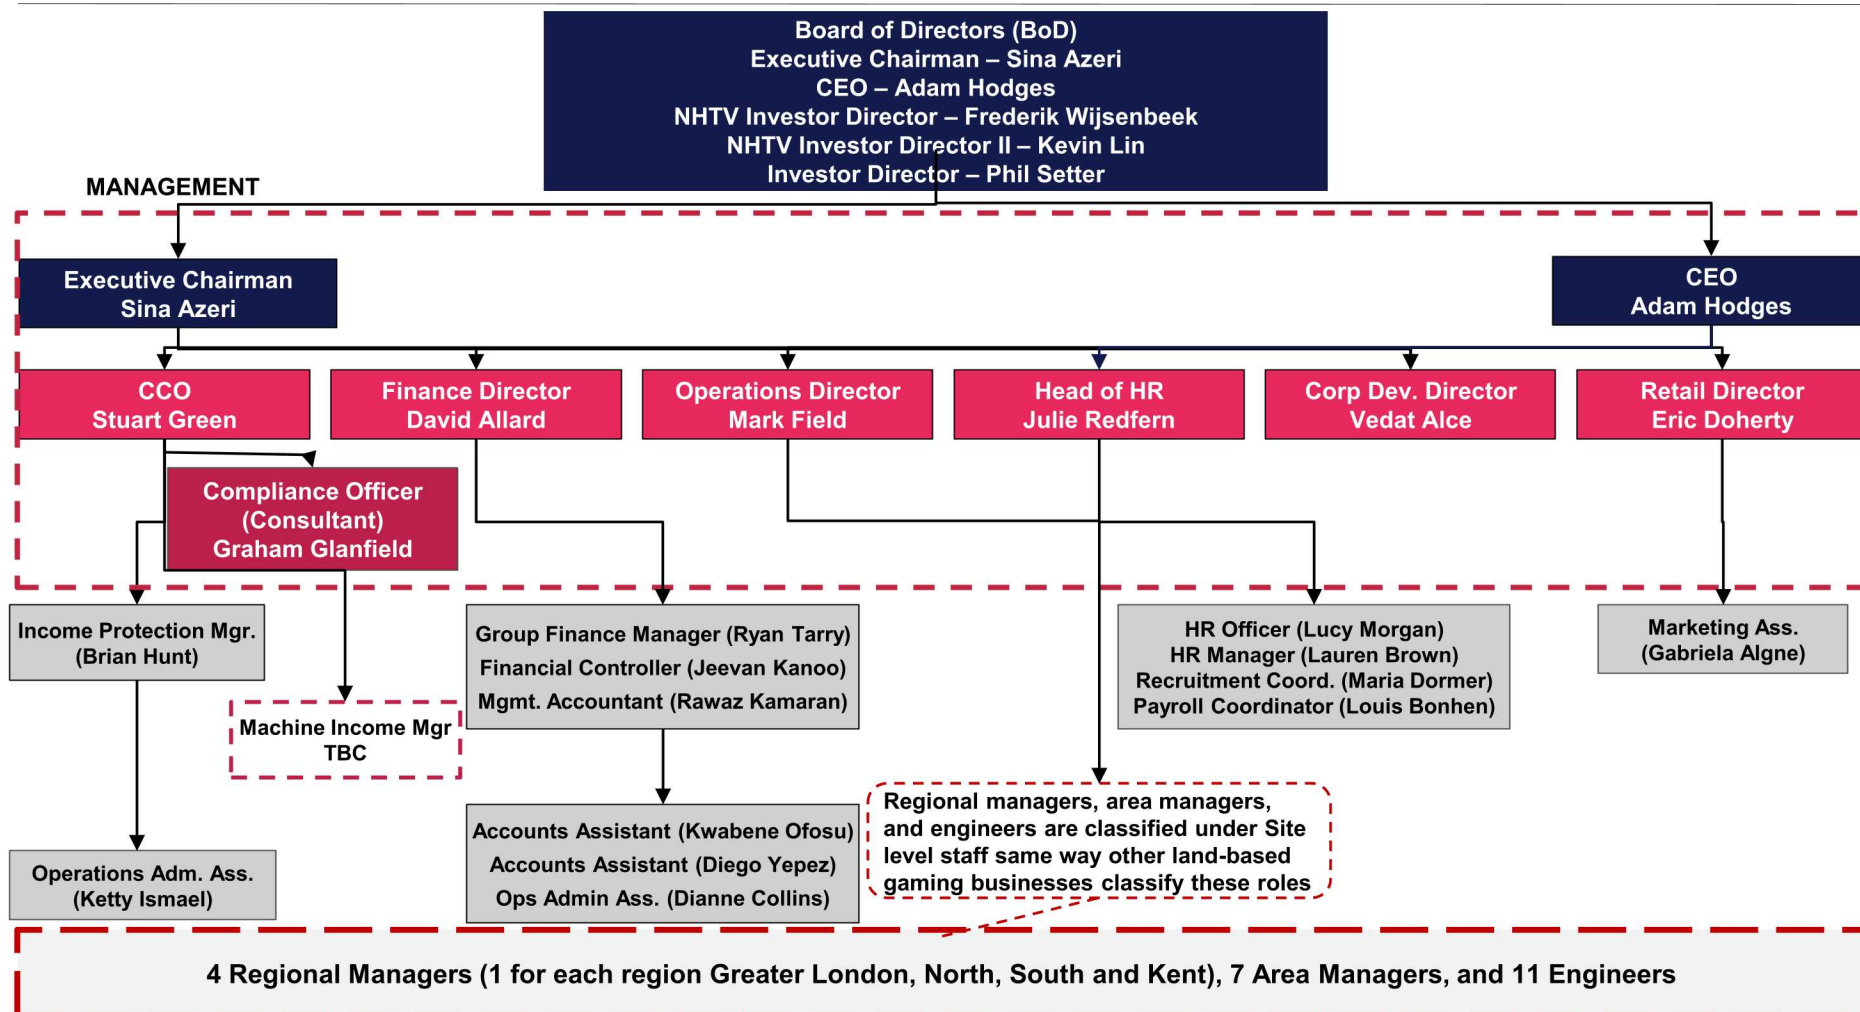 Board of Directors (BoD)
Executive Chairman – Sina Azeri
CEO – Adam Hodges
NHTV Investor Director – Frederik Wijsenbeek
NHTV Investor Director II – Kevin Lin
Investor Director – Phil Setter
MANAGEMENT
Executive Chairman
Sina Azeri
CEO
Adam Hodges
CCO
Stuart Green
Finance Director
David Allard
Operations Director
Mark Field
Head of HR
Julie Redfern
Corp Dev. Director
Vedat Alce
Retail Director
Eric Doherty
Compliance Officer
(Consultant)
Graham Glanfield
Income Protection Mgr.
(Brian Hunt)
Group Finance Manager (Ryan Tarry)
Financial Controller (Jeevan Kanoo)
Mgmt. Accountant (Rawaz Kamaran)
HR Officer (Lucy Morgan)
HR Manager (Lauren Brown)
Recruitment Coord. (Maria Dormer)
Payroll Coordinator (Louis Bonhen)
Marketing Ass.
(Gabriela Algne)
Machine Income Mgr
TBC
Operations Adm. Ass.
(Ketty Ismael)
Accounts Assistant (Kwabene Ofosu)
Accounts Assistant (Diego Yepez)
Ops Admin Ass. (Dianne Collins)
Regional managers, area managers,
and engineers are classified under Site
level staff same way other land-based
gaming businesses classify these roles
4 Regional Managers (1 for each region Greater London, North, South and Kent), 7 Area Managers, and 11 Engineers